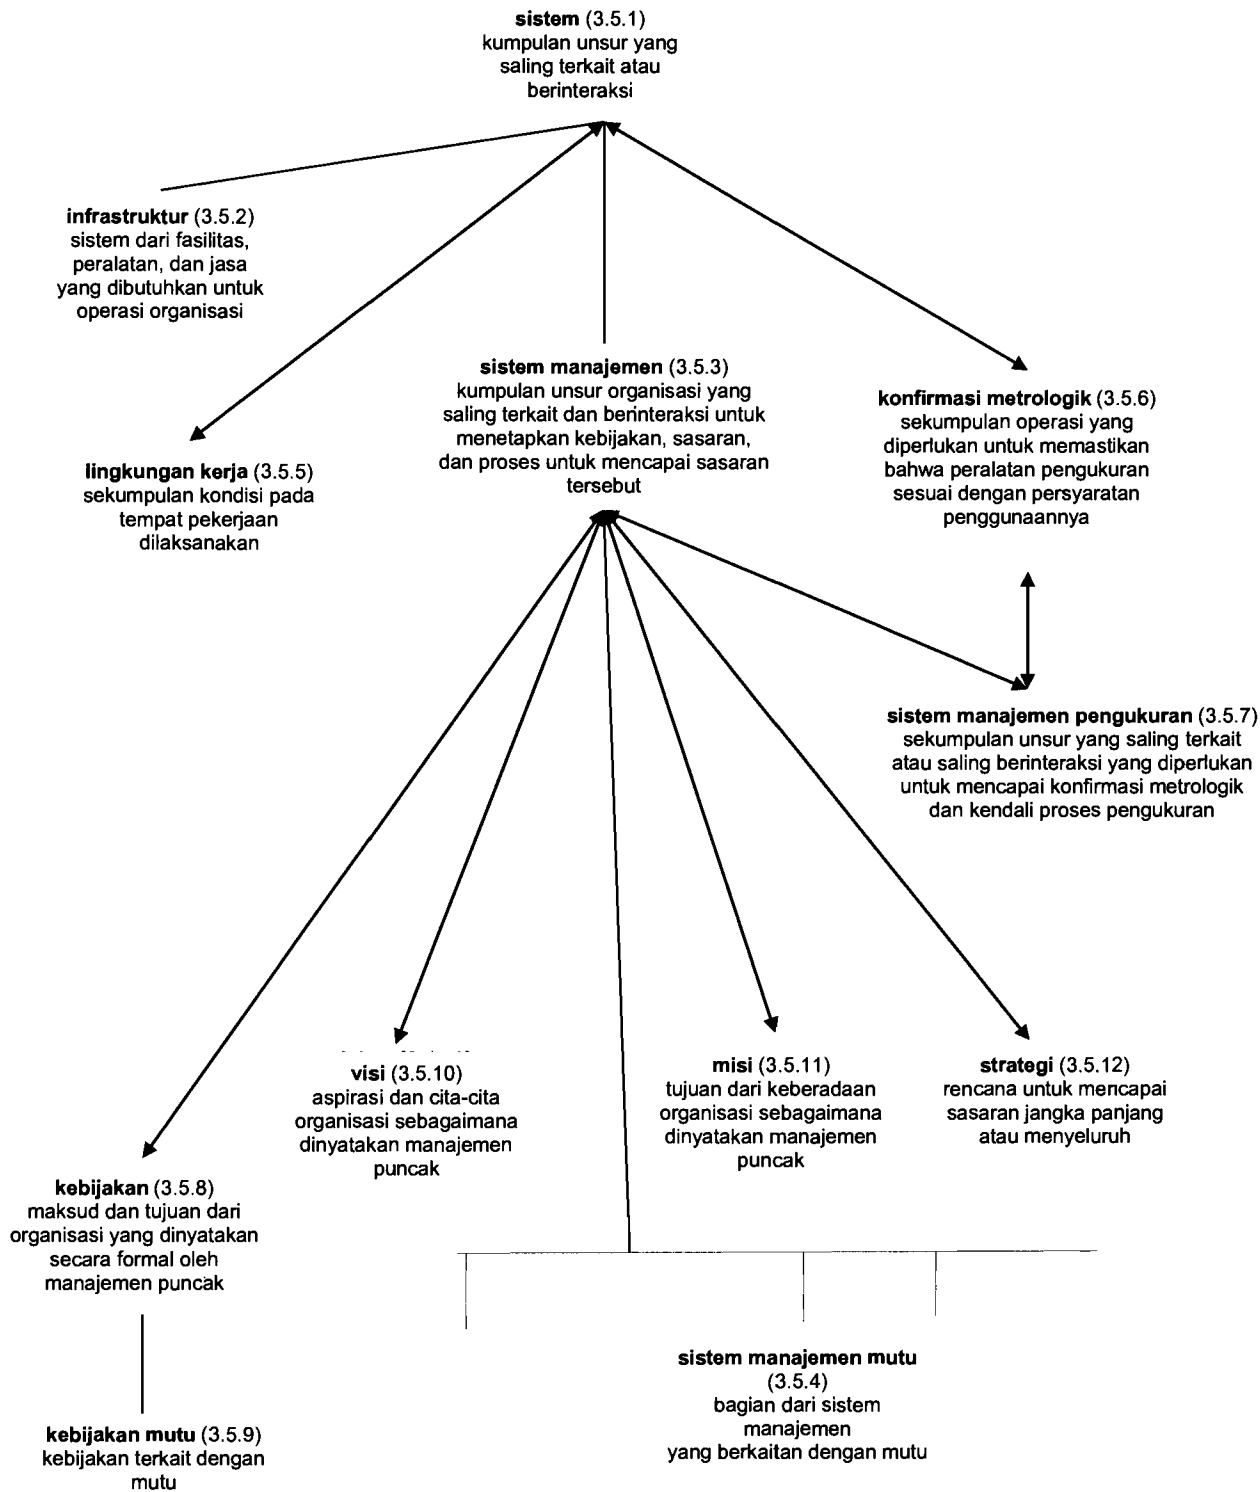 sistem (3.5.1)
kumpulan unsur yang
saling terkait atau
berinteraksi
infrastruktur (3.5.2)
sistem dari fasilitas,
peralatan, dan jasa
yang dibutuhkan untuk
operasi organisasi
sistem manajemen (3.5.3)
kumpulan unsur organisasi yang
saling terkait dan berinteraksi untuk
menetapkan kebijakan, sasaran,
dan proses untuk mencapai sasaran
tersebut
konfirmasi metrologik (3.5.6)
sekumpulan operasi yang
diperlukan untuk memastikan
bahwa peralatan pengukuran
sesuai dengan persyaratan
penggunaannya
lingkungan kerja (3.5.5)
sekumpulan kondisi pada
tempat pekerjaan
dilaksanakan
sistem manajemen pengukuran (3.5.7)
sekumpulan unsur yang saling terkait
atau saling berinteraksi yang diperlukan
untuk mencapai konfirmasi metrologik
dan kendali proses pengukuran
visi (3.5.10)
aspirasi dan cita-cita
organisasi sebagaimana
dinyatakan manajemen
puncak
misi (3.5.11)
tujuan dari keberadaan
organisasi sebagaimana
dinyatakan manajemen
puncak
strategi (3.5.12)
rencana untuk mencapai
sasaran jangka panjang
atau menyeluruh
kebijakan (3.5.8)
maksud dan tujuan dari
organisasi yang dinyatakan
secara formal oleh
manajemen puncak
sistem manajemen mutu
(3.5.4)
bagian dari sistem
manajemen
yang berkaitan dengan mutu
kebijakan mutu (3.5.9)
kebijakan terkait dengan
mutu